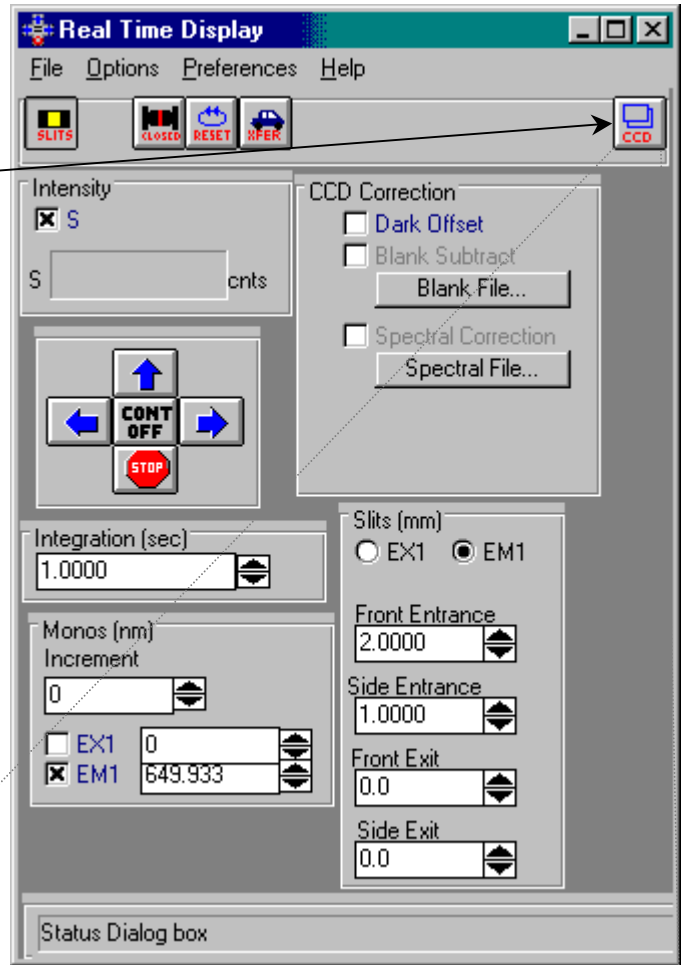 Real Time Display
File Options Preferences Help
SLITS CLOSED RESET XFER CCD
Intensity
S
S cnts
CCD Correction
Dark Offset
Blank Subtract
Blank File...
Spectral Correction
Spectral File...
CONT
OFF
STOP
Integration (sec)
1.0000
Monos (nm)
Increment
0
EX1 0
EM1 649.933
Slits (mm)
EX1 EM1
Front Entrance
2.0000
Side Entrance
1.0000
Front Exit
0.0
Side Exit
0.0
Status Dialog box